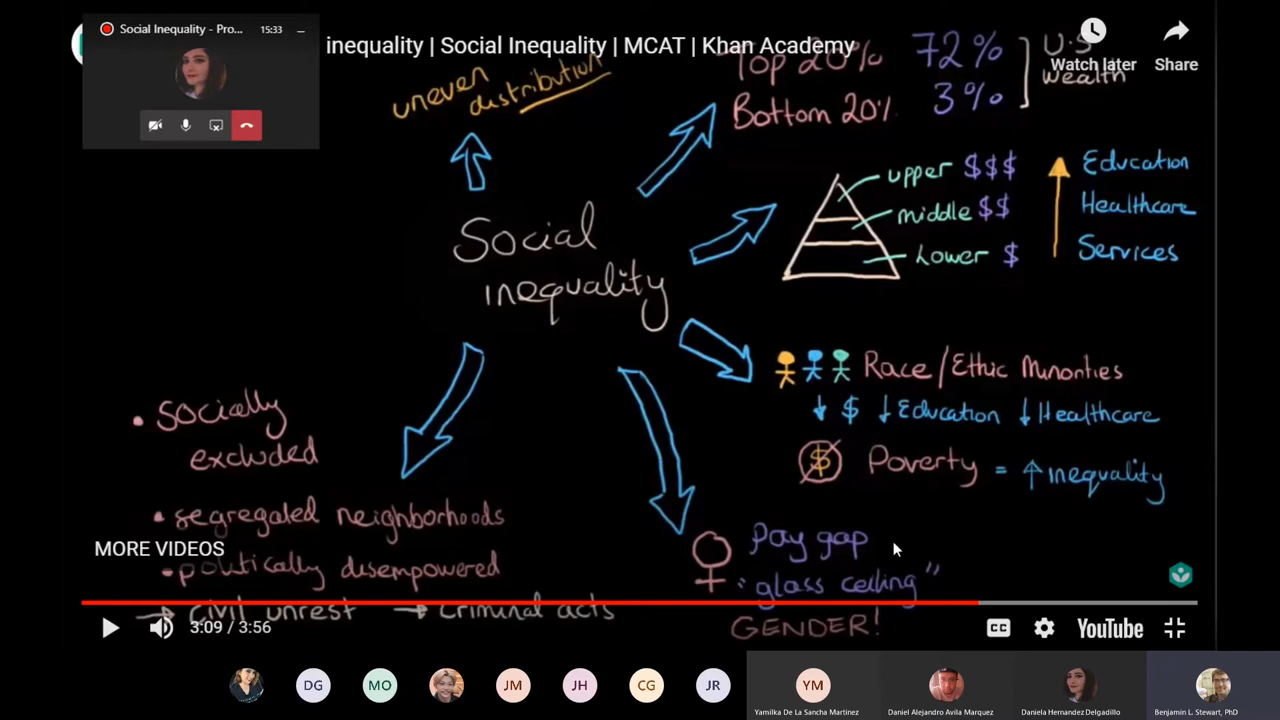 Social Inequality - Pro...
15:33
inequality | Social Inequality | MCAT | Khan Academy
Watch later
Share
uneven
distribution
Top 20% 72%
Bottom 20% 3%
U.S
Wealth
upper $$$
middle $$
Lower $
Education
Healthcare
Services
Social
inequality
Race/Ethic Minorities
↓ $ ↓ Education ↓ Healthcare
$ Poverty = ↑ inequality
• Socially
excluded
• segregated neighborhoods
• politically disempowered
→ civil unrest → criminal acts
MORE VIDEOS
Pay gap
"glass ceiling"
GENDER!
3:09 / 3:56
CC
YouTube
DG
MO
JM
JH
CG
JR
YM
Yamilka De La Sancha Martinez
Daniel Alejandro Avila Marquez
Daniela Hernandez Delgadillo
Benjamin L. Stewart, PhD